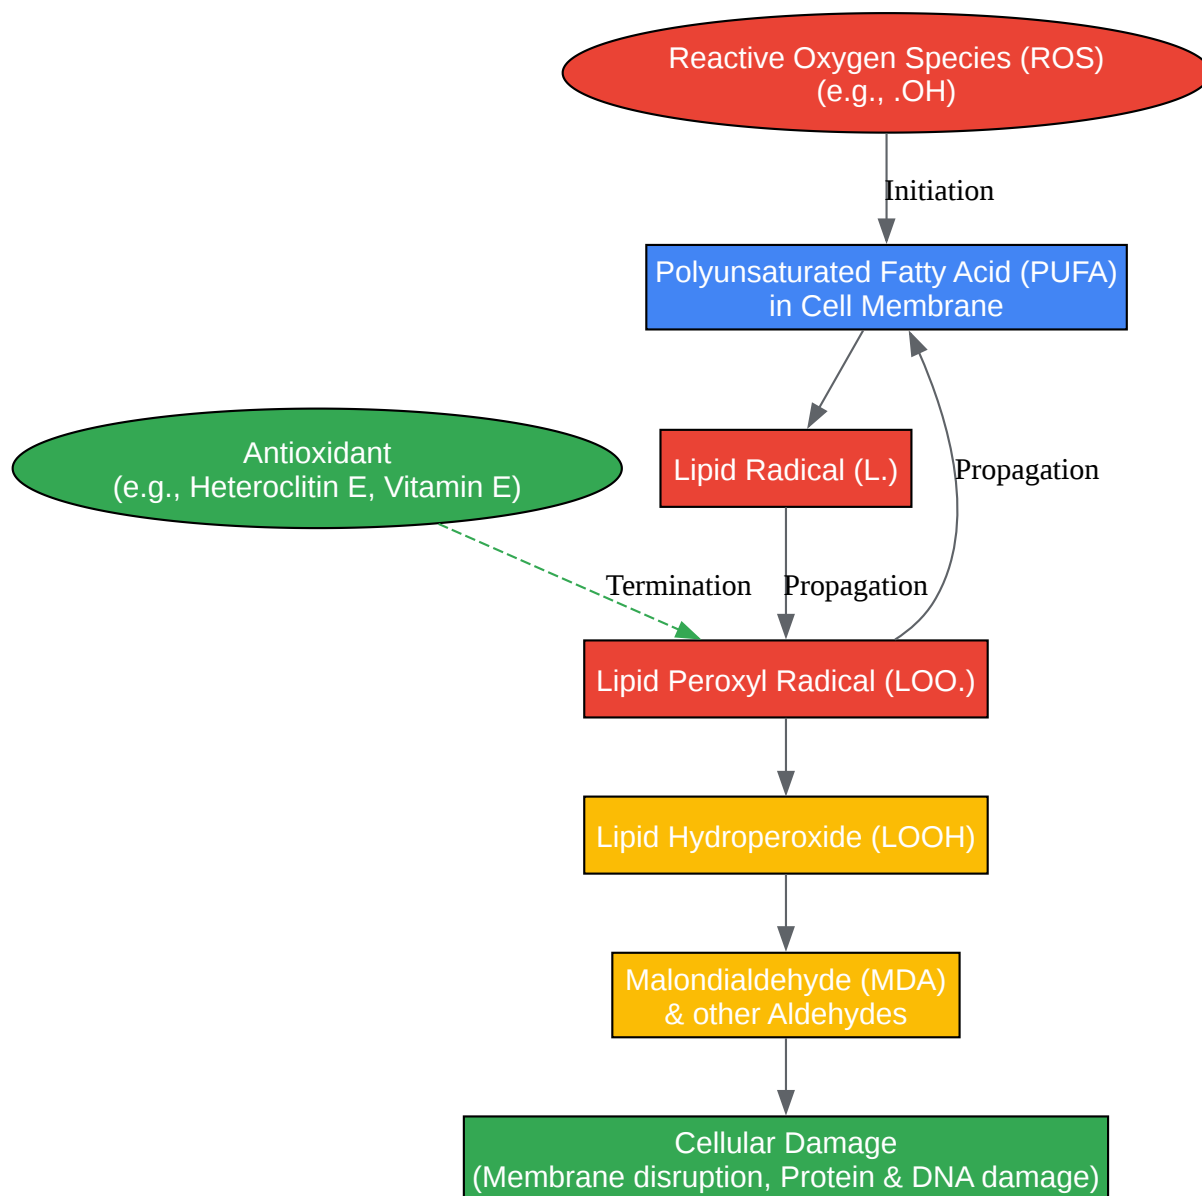 Reactive Oxygen Species (ROS)
(e.g., .OH)
Initiation
Polyunsaturated Fatty Acid (PUFA)
in Cell Membrane
Antioxidant
(e.g., Heteroclitin E, Vitamin E)
Lipid Radical (L.)
Propagation
Termination
Propagation
Lipid Peroxyl Radical (LOO.)
Lipid Hydroperoxide (LOOH)
Malondialdehyde (MDA)
& other Aldehydes
Cellular Damage
(Membrane disruption, Protein & DNA damage)